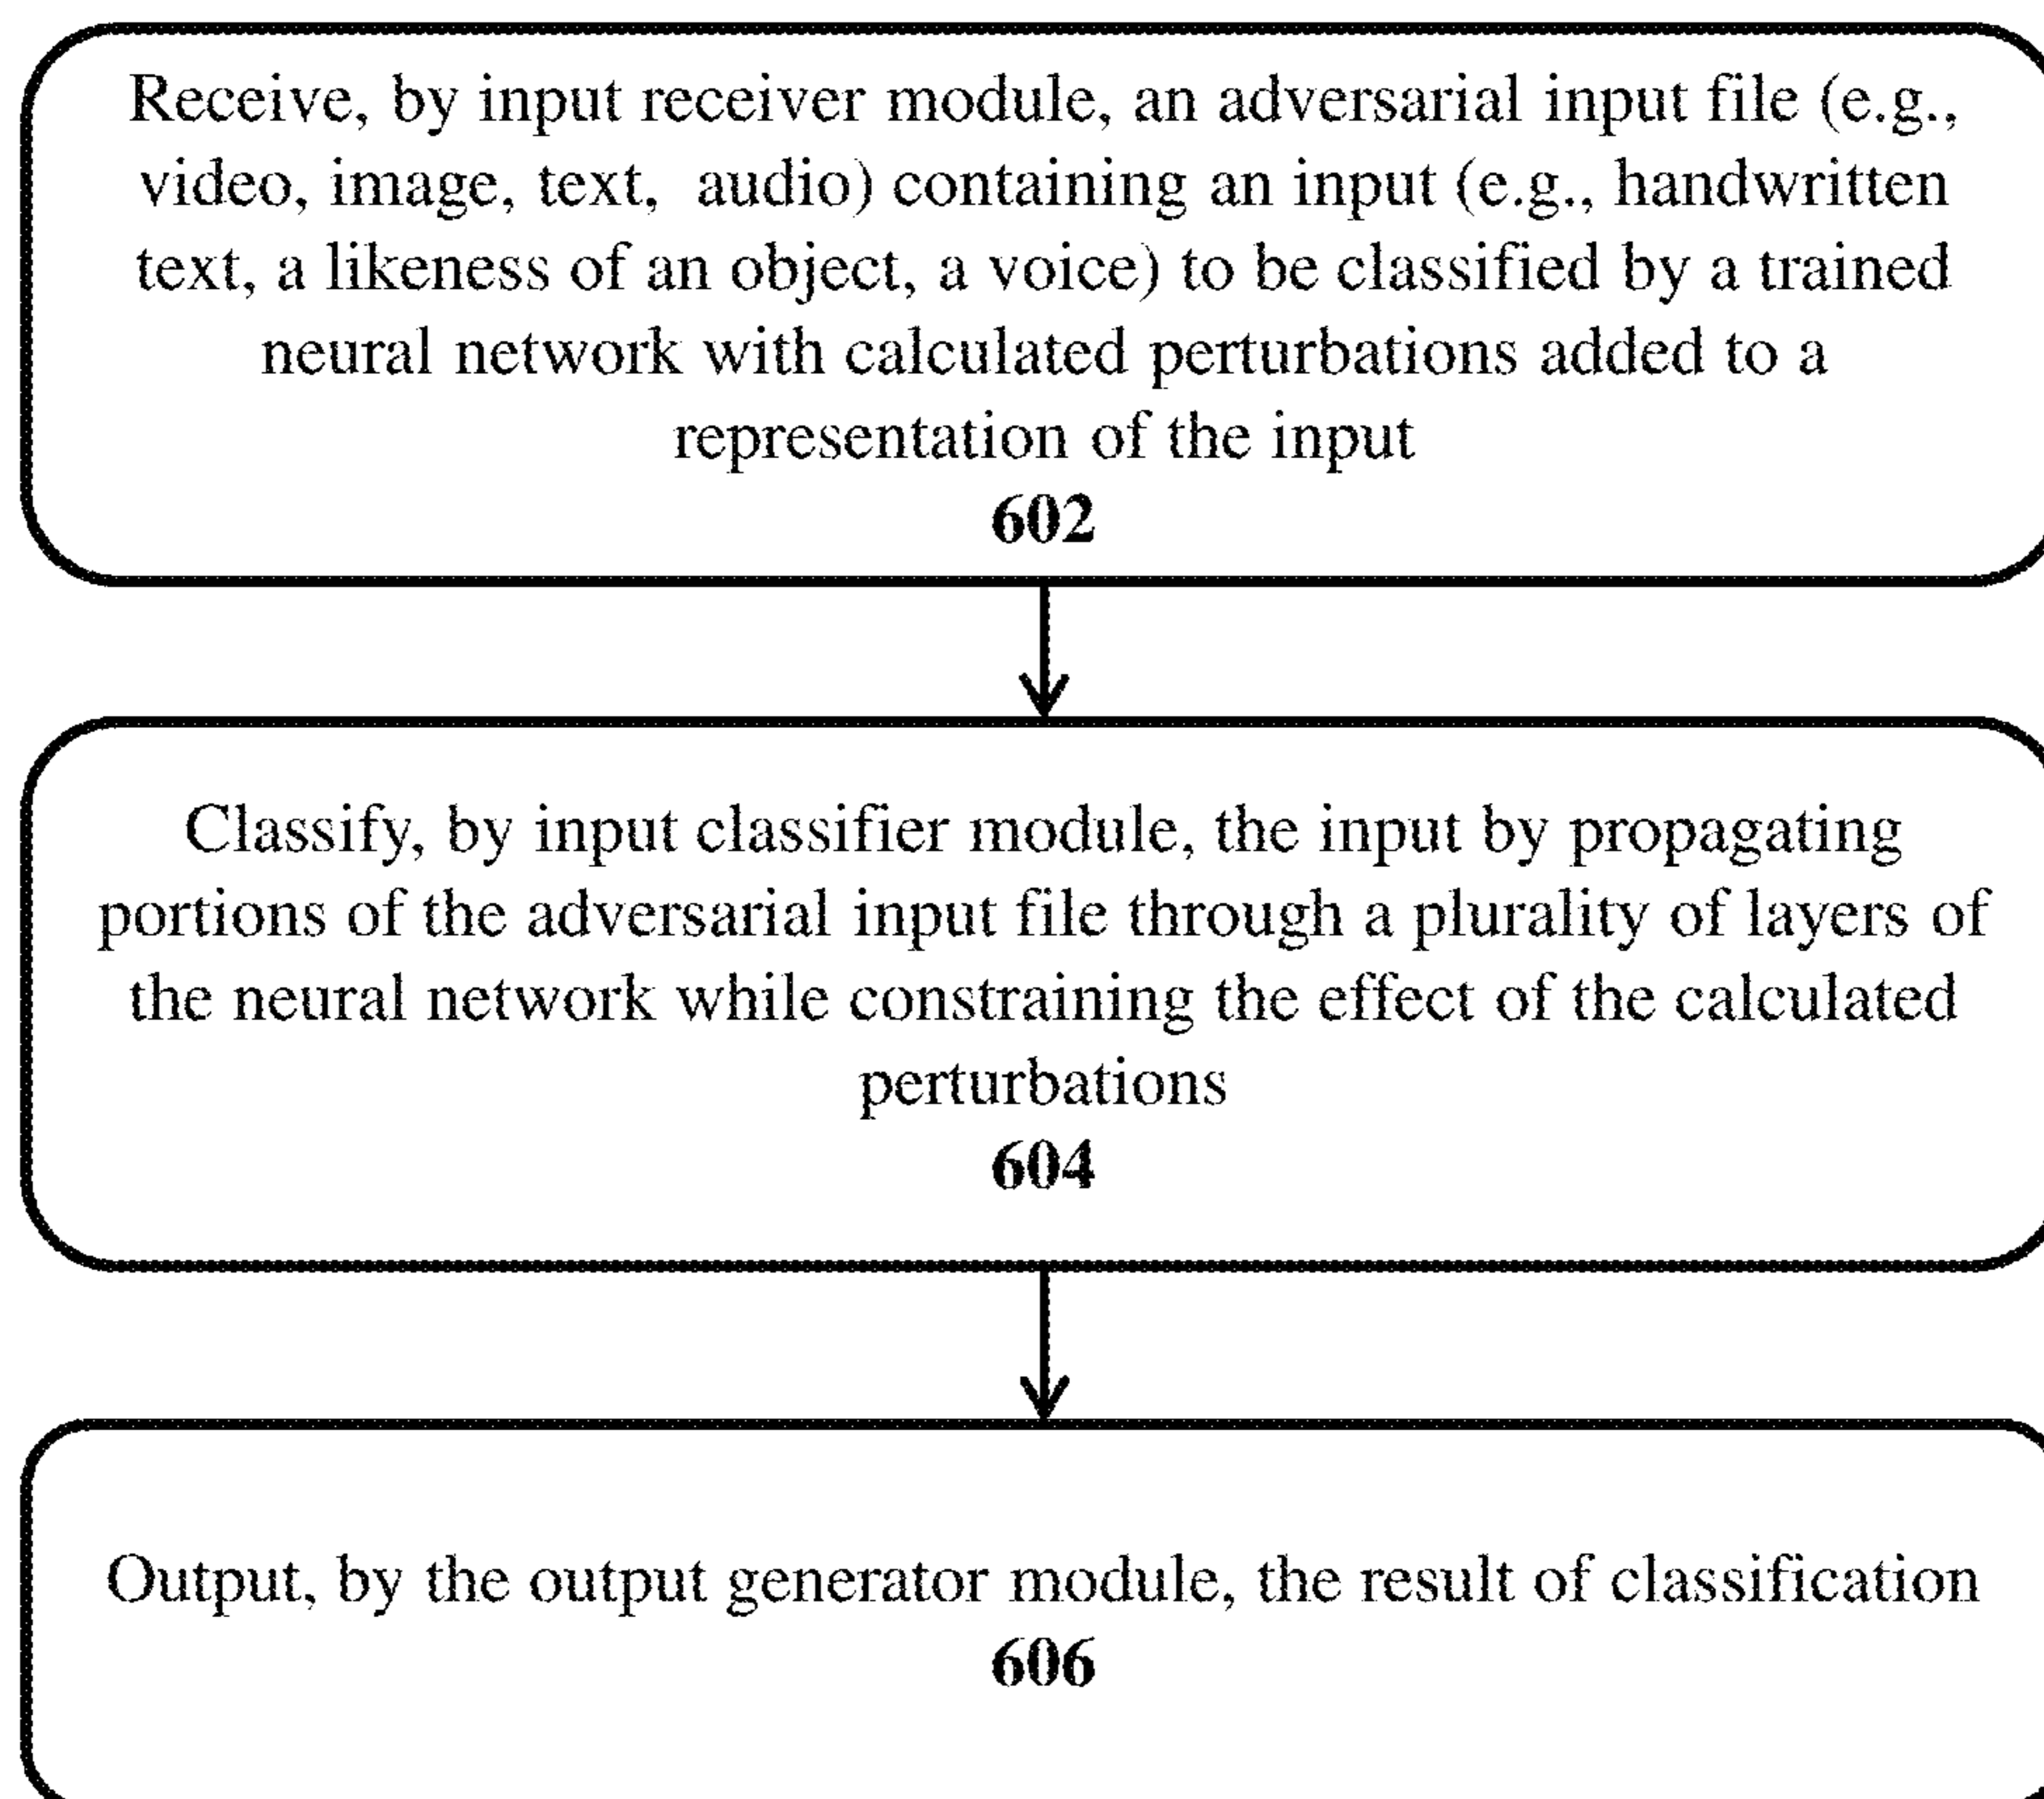 Receive, by input receiver module, an adversarial input file (e.g.,
video, image, text, audio) containing an input (e.g., handwritten
text, a likeness of an object, a voice) to be classified by a trained
neural network with calculated perturbations added to a
representation of the input
602
Classify, by input classifier module, the input by propagating
portions of the adversarial input file through a plurality of layers of
the neural network while constraining the effect of the calculated
perturbations
604
Output, by the output generator module, the result of classification
606